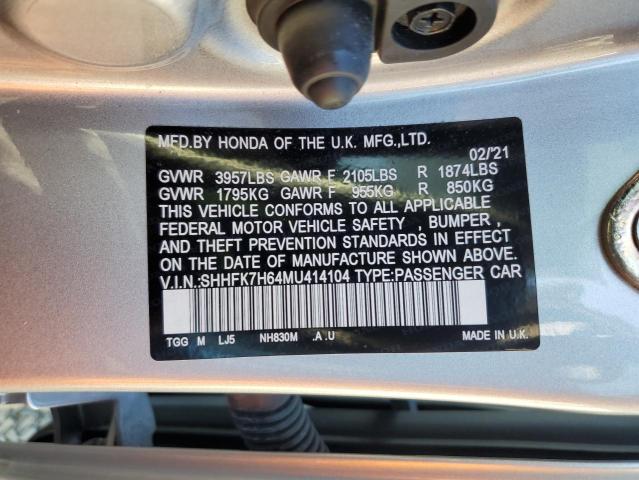 MFD.BY HONDA OF THE U.K. MFG.,LTD.
02/'21
GVWR 3957LBS GAWR F 2105LBS R 1874LBS
GVWR 1795KG GAWR F 955KG R 850KG
THIS VEHICLE CONFORMS TO ALL APPLICABLE
FEDERAL MOTOR VEHICLE SAFETY , BUMPER ,
AND THEFT PREVENTION STANDARDS IN EFFECT
ON THE DATE OF MANUFACTURE SHOWN ABOVE.
V.I.N.:SHHFK7H64MU414104 TYPE:PASSENGER CAR
TGG M LJ5 NH830M .A.U MADE IN U.K.